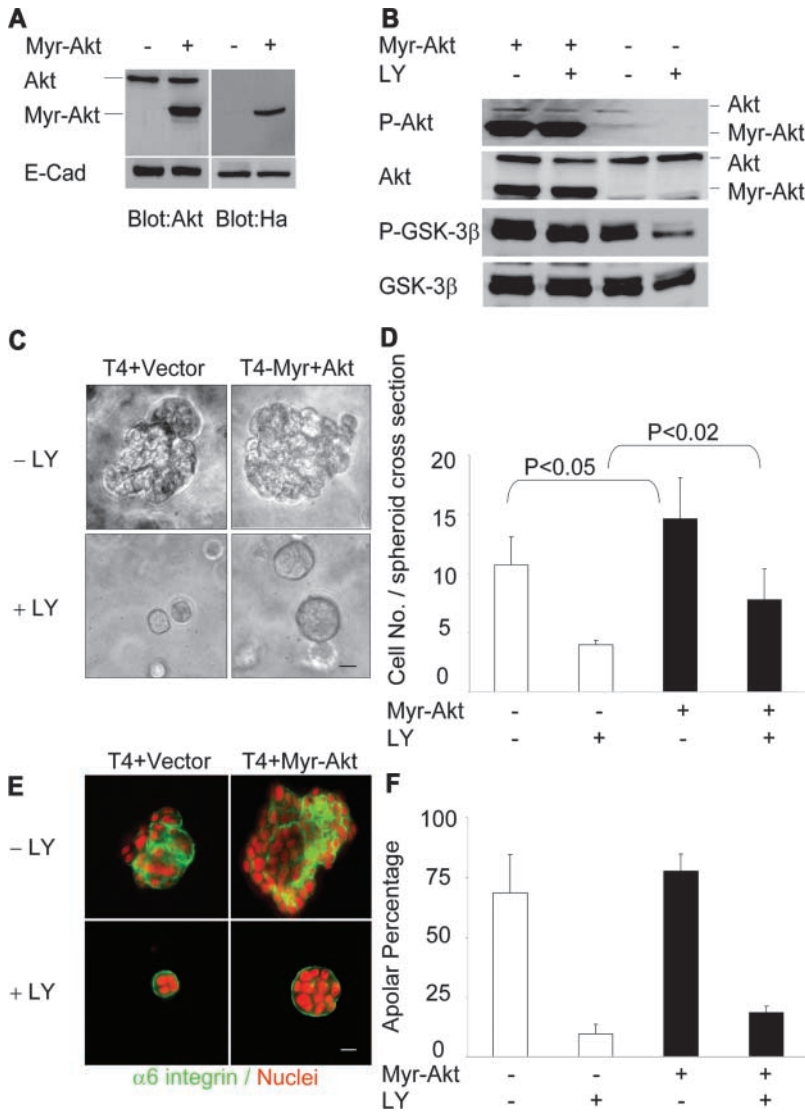 A
Myr-Akt - + - +
Akt
Myr-Akt
E-Cad
Blot:Akt Blot:Ha
B
Myr-Akt + + - -
LY - + - +
P-Akt
Akt
Myr-Akt
Akt
Akt
Myr-Akt
P-GSK-3β
GSK-3β
C
T4+Vector T4-Myr+Akt
– LY
+ LY
D
P<0.02
P<0.05
Cell No. / spheroid cross section
20
15
10
5
0
Myr-Akt - - + +
LY - + - +
E
T4+Vector T4+Myr-Akt
– LY
+ LY
α6 integrin / Nuclei
F
Apolar Percentage
100
75
50
25
0
Myr-Akt - - + +
LY - + - +